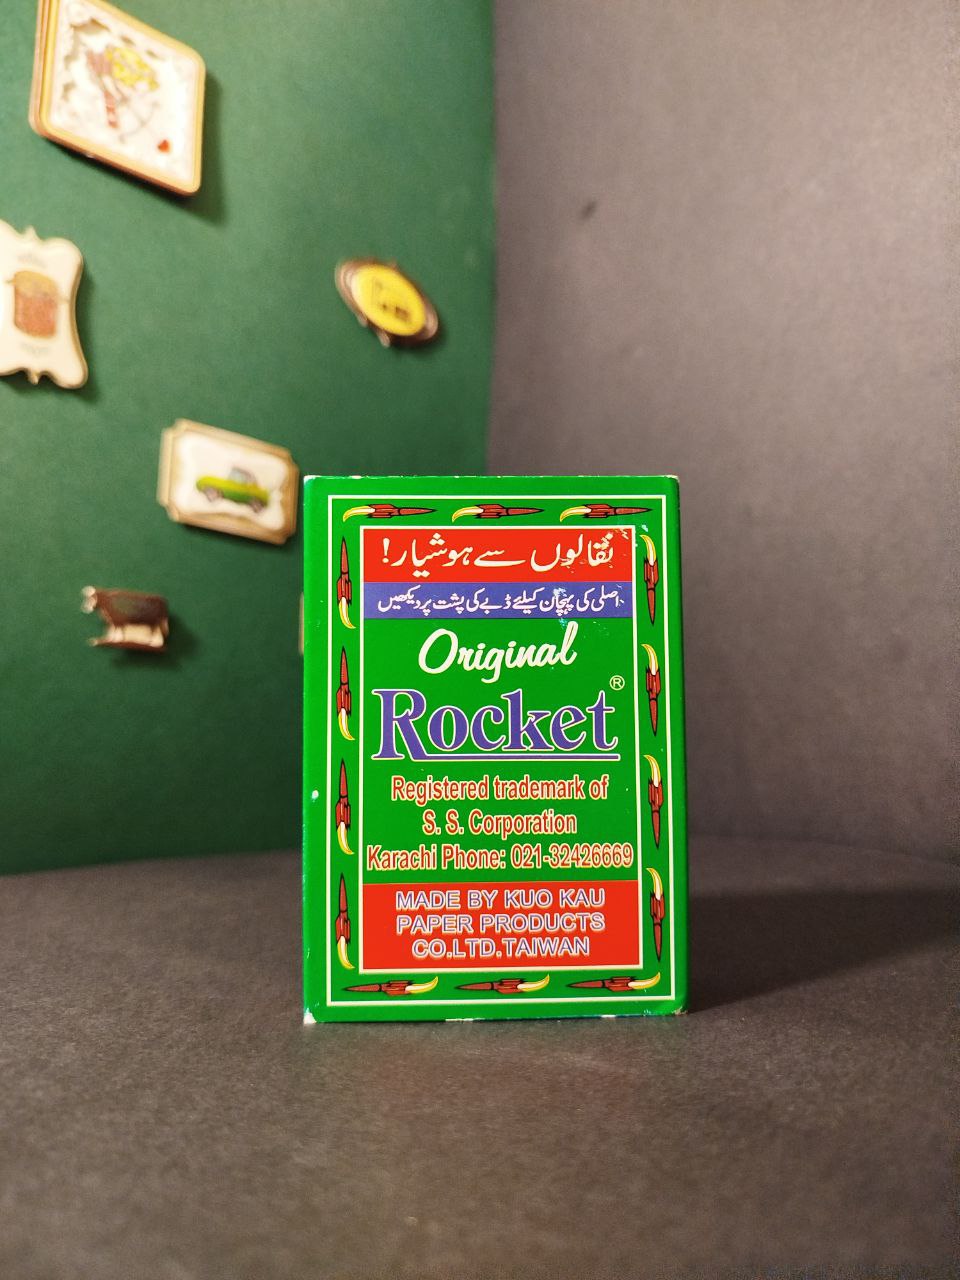 نقالوں سے ہوشیار!
اصلی کی پہچان کیلئے ڈبے کی پشت پر دیکھیں
Original
Rocket®
Registered trademark of
S. S. Corporation
Karachi Phone: 021-32426669
MADE BY KUO KAU
PAPER PRODUCTS
CO.LTD.TAIWAN